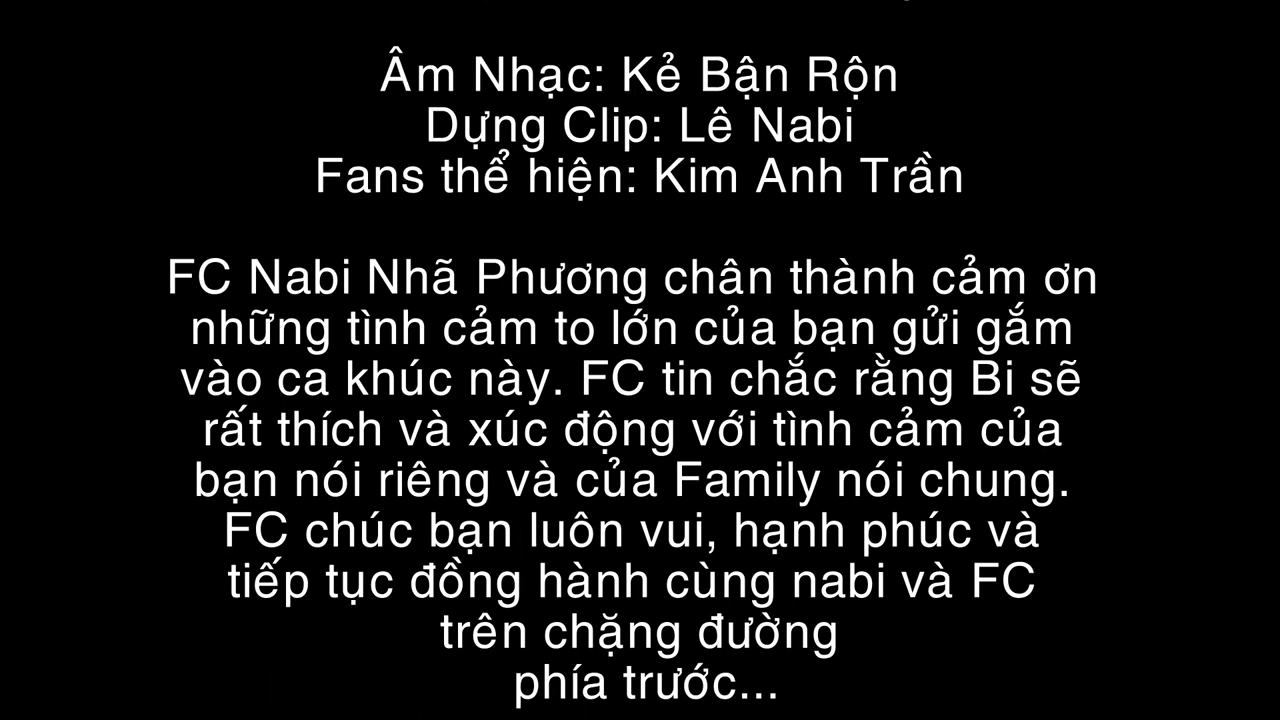 Âm Nhạc: Kẻ Bận Rộn
Dựng Clip: Lê Nabi
Fans thể hiện: Kim Anh Trần
FC Nabi Nhã Phương chân thành cảm ơn
những tình cảm to lớn của bạn gửi gắm
vào ca khúc này. FC tin chắc rằng Bi sẽ
rất thích và xúc động với tình cảm của
bạn nói riêng và của Family nói chung.
FC chúc bạn luôn vui, hạnh phúc và
tiếp tục đồng hành cùng nabi và FC
trên chặng đường
phía trước...